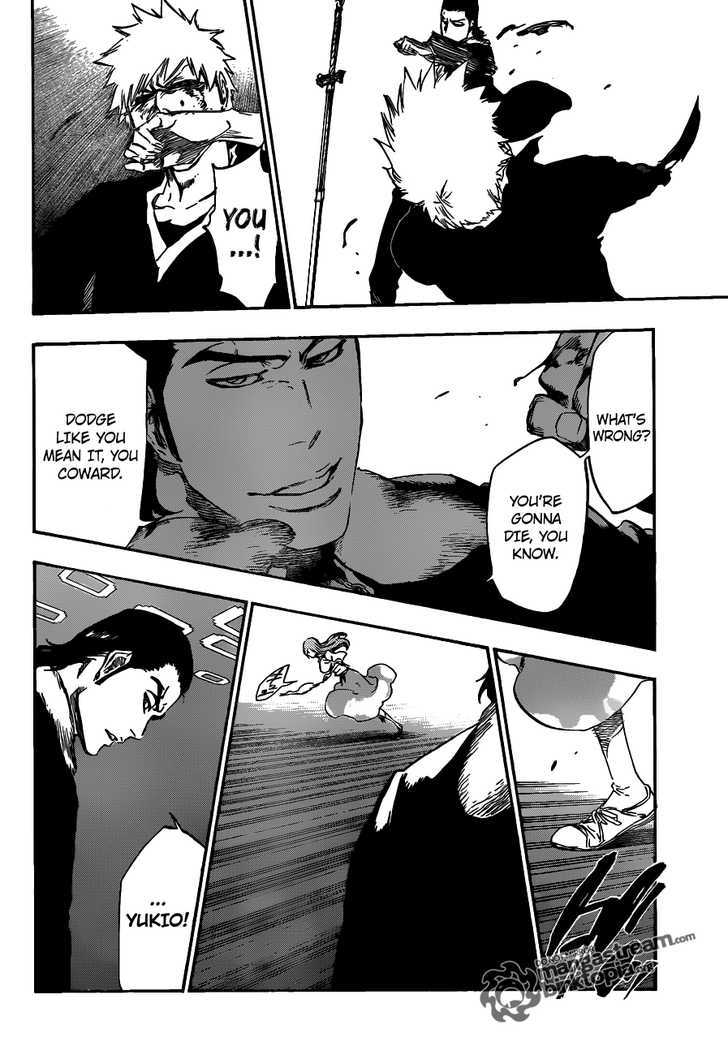 YOU
...!
WHAT'S
WRONG?
YOU'RE
GONNA
DIE, YOU
KNOW.
DODGE
LIKE YOU
MEAN IT, YOU
COWARD.
...
YUKIO!
mangastream.com